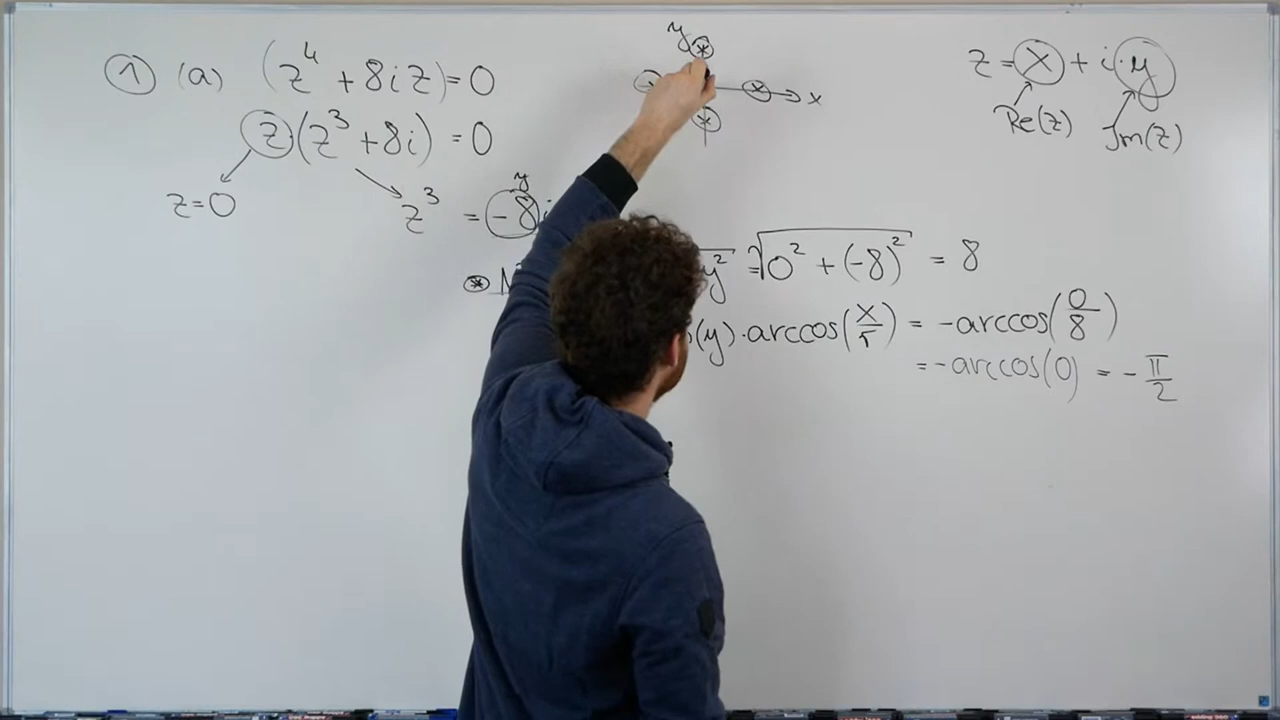 ① (a) (z⁴ + 8iz) = 0
z(z³ + 8i) = 0
z=0
z³ = -8i
y
y
x
z = x + i·y
Re(z) Im(z)
y² = √(0² + (-8)²) = 8
(y)·arccos(x/r) = -arccos(0/8)
= -arccos(0) = -π/2